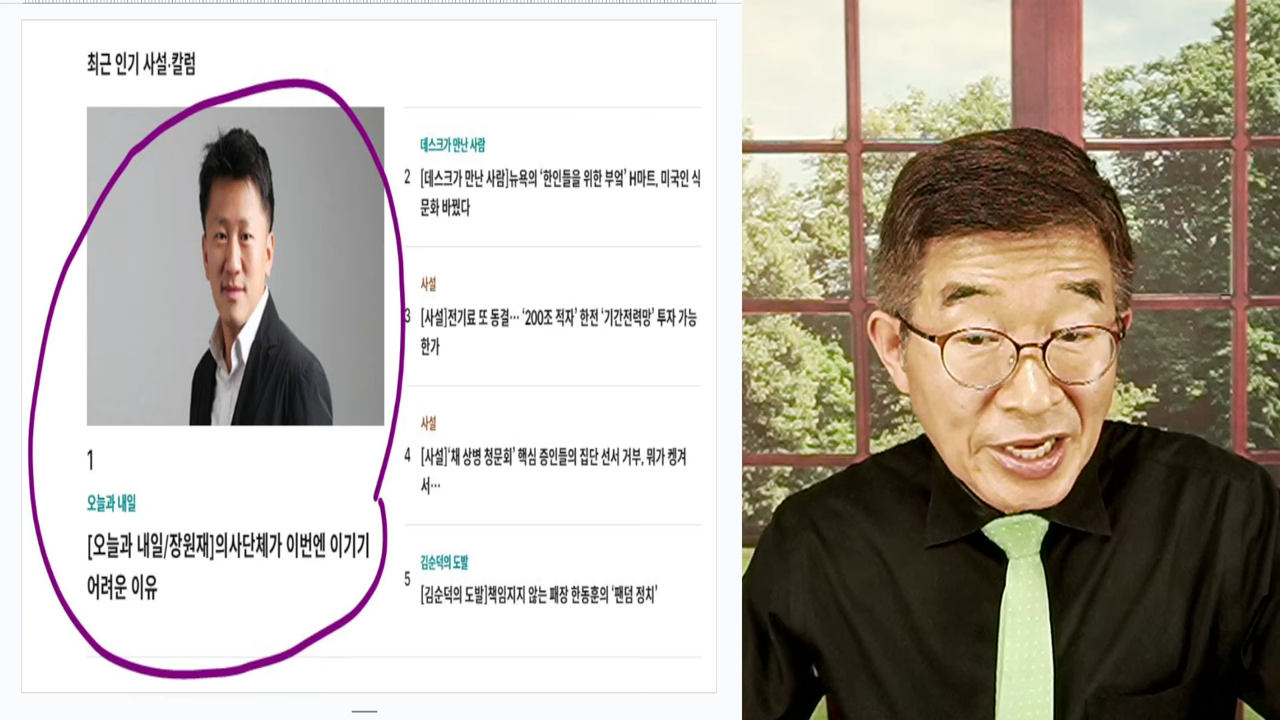 최근 인기 사설·칼럼
1
오늘과 내일
[오늘과 내일/장원재]의사단체가 이번엔 이기기
어려운 이유
데스크가 만난 사람
2 [데스크가 만난 사람]뉴욕의 ‘한인들을 위한 부엌’ H마트, 미국인 식
문화 바꿨다
사설
3 [사설]전기료 또 동결… ‘200조 적자’ 한전 ‘기간전력망’ 투자 가능
한가
사설
4 [사설]‘채 상병 청문회’ 핵심 증인들의 집단 선서 거부, 뭐가 켕겨
서…
김순덕의 도발
5 [김순덕의 도발]책임지지 않는 패장 한동훈의 ‘팬덤 정치’